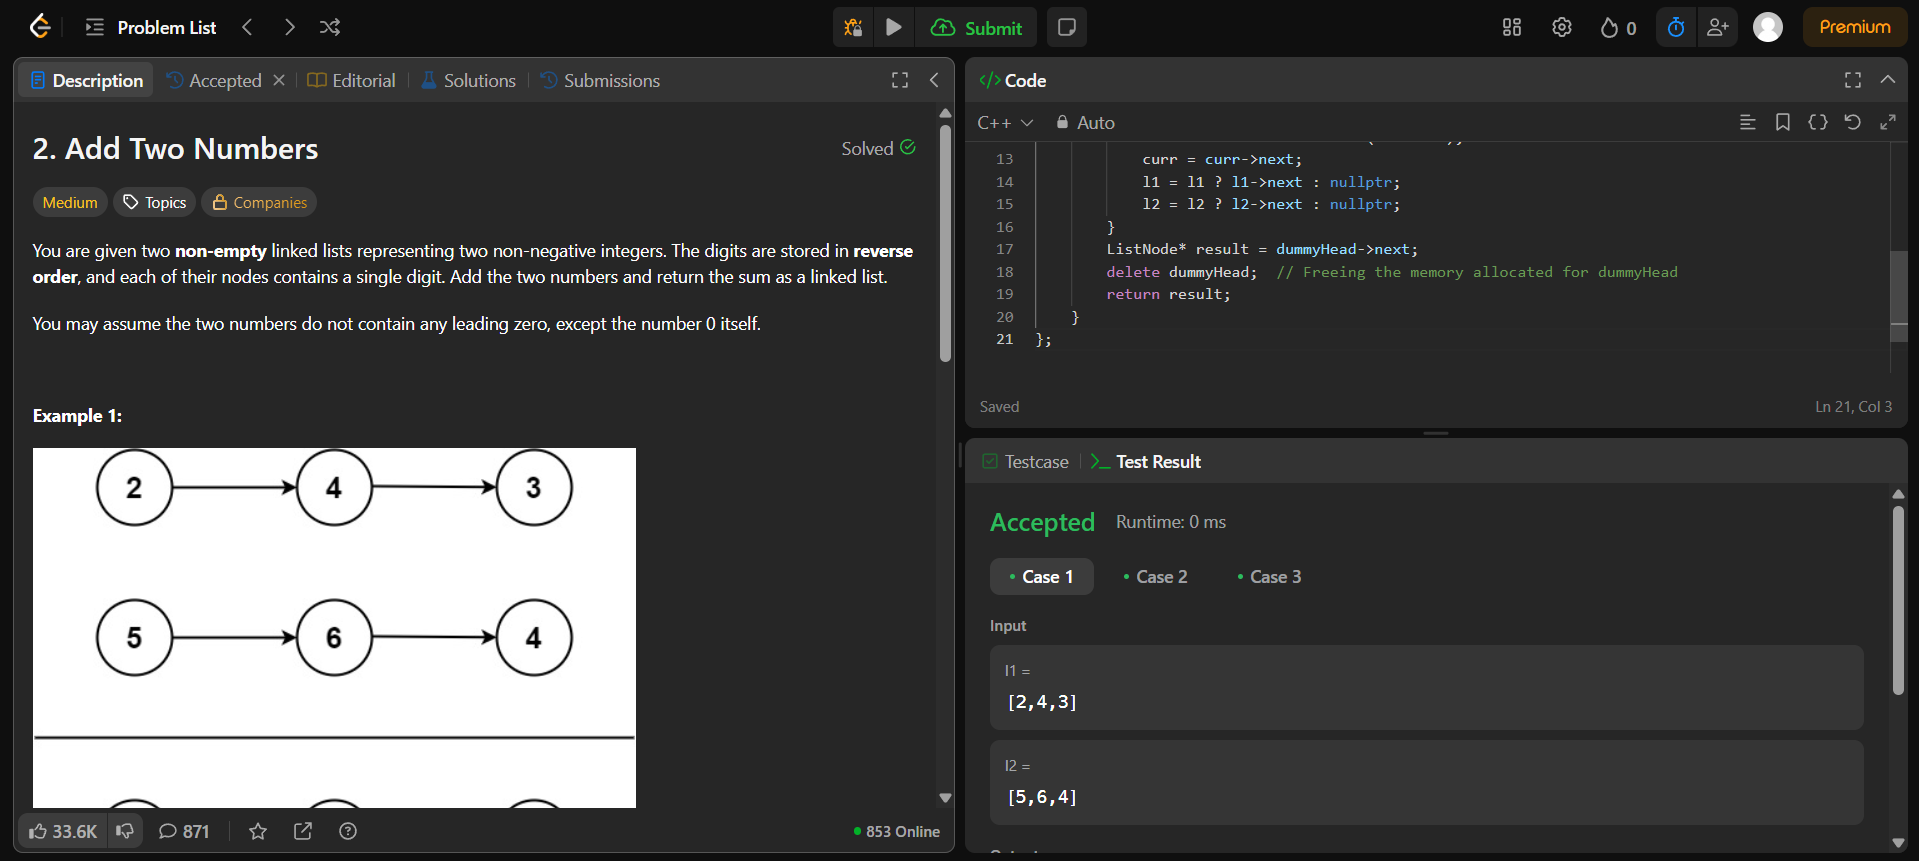 Problem List
Submit
0
Premium
Description
Accepted
Editorial
Solutions
Submissions
2. Add Two Numbers
Solved
Medium
Topics
Companies
You are given two non-empty linked lists representing two non-negative integers. The digits are stored in reverse
order, and each of their nodes contains a single digit. Add the two numbers and return the sum as a linked list.
You may assume the two numbers do not contain any leading zero, except the number 0 itself.
Example 1:
2 4 3
5 6 4
33.6K
871
853 Online
</> Code
C++
Auto
13 curr = curr->next;
14 l1 = l1 ? l1->next : nullptr;
15 l2 = l2 ? l2->next : nullptr;
16 }
17 ListNode* result = dummyHead->next;
18 delete dummyHead;  // Freeing the memory allocated for dummyHead
19 return result;
20 }
21 };
Saved
Ln 21, Col 3
Testcase
Test Result
Accepted
Runtime: 0 ms
Case 1
Case 2
Case 3
Input
l1 =
[2,4,3]
l2 =
[5,6,4]